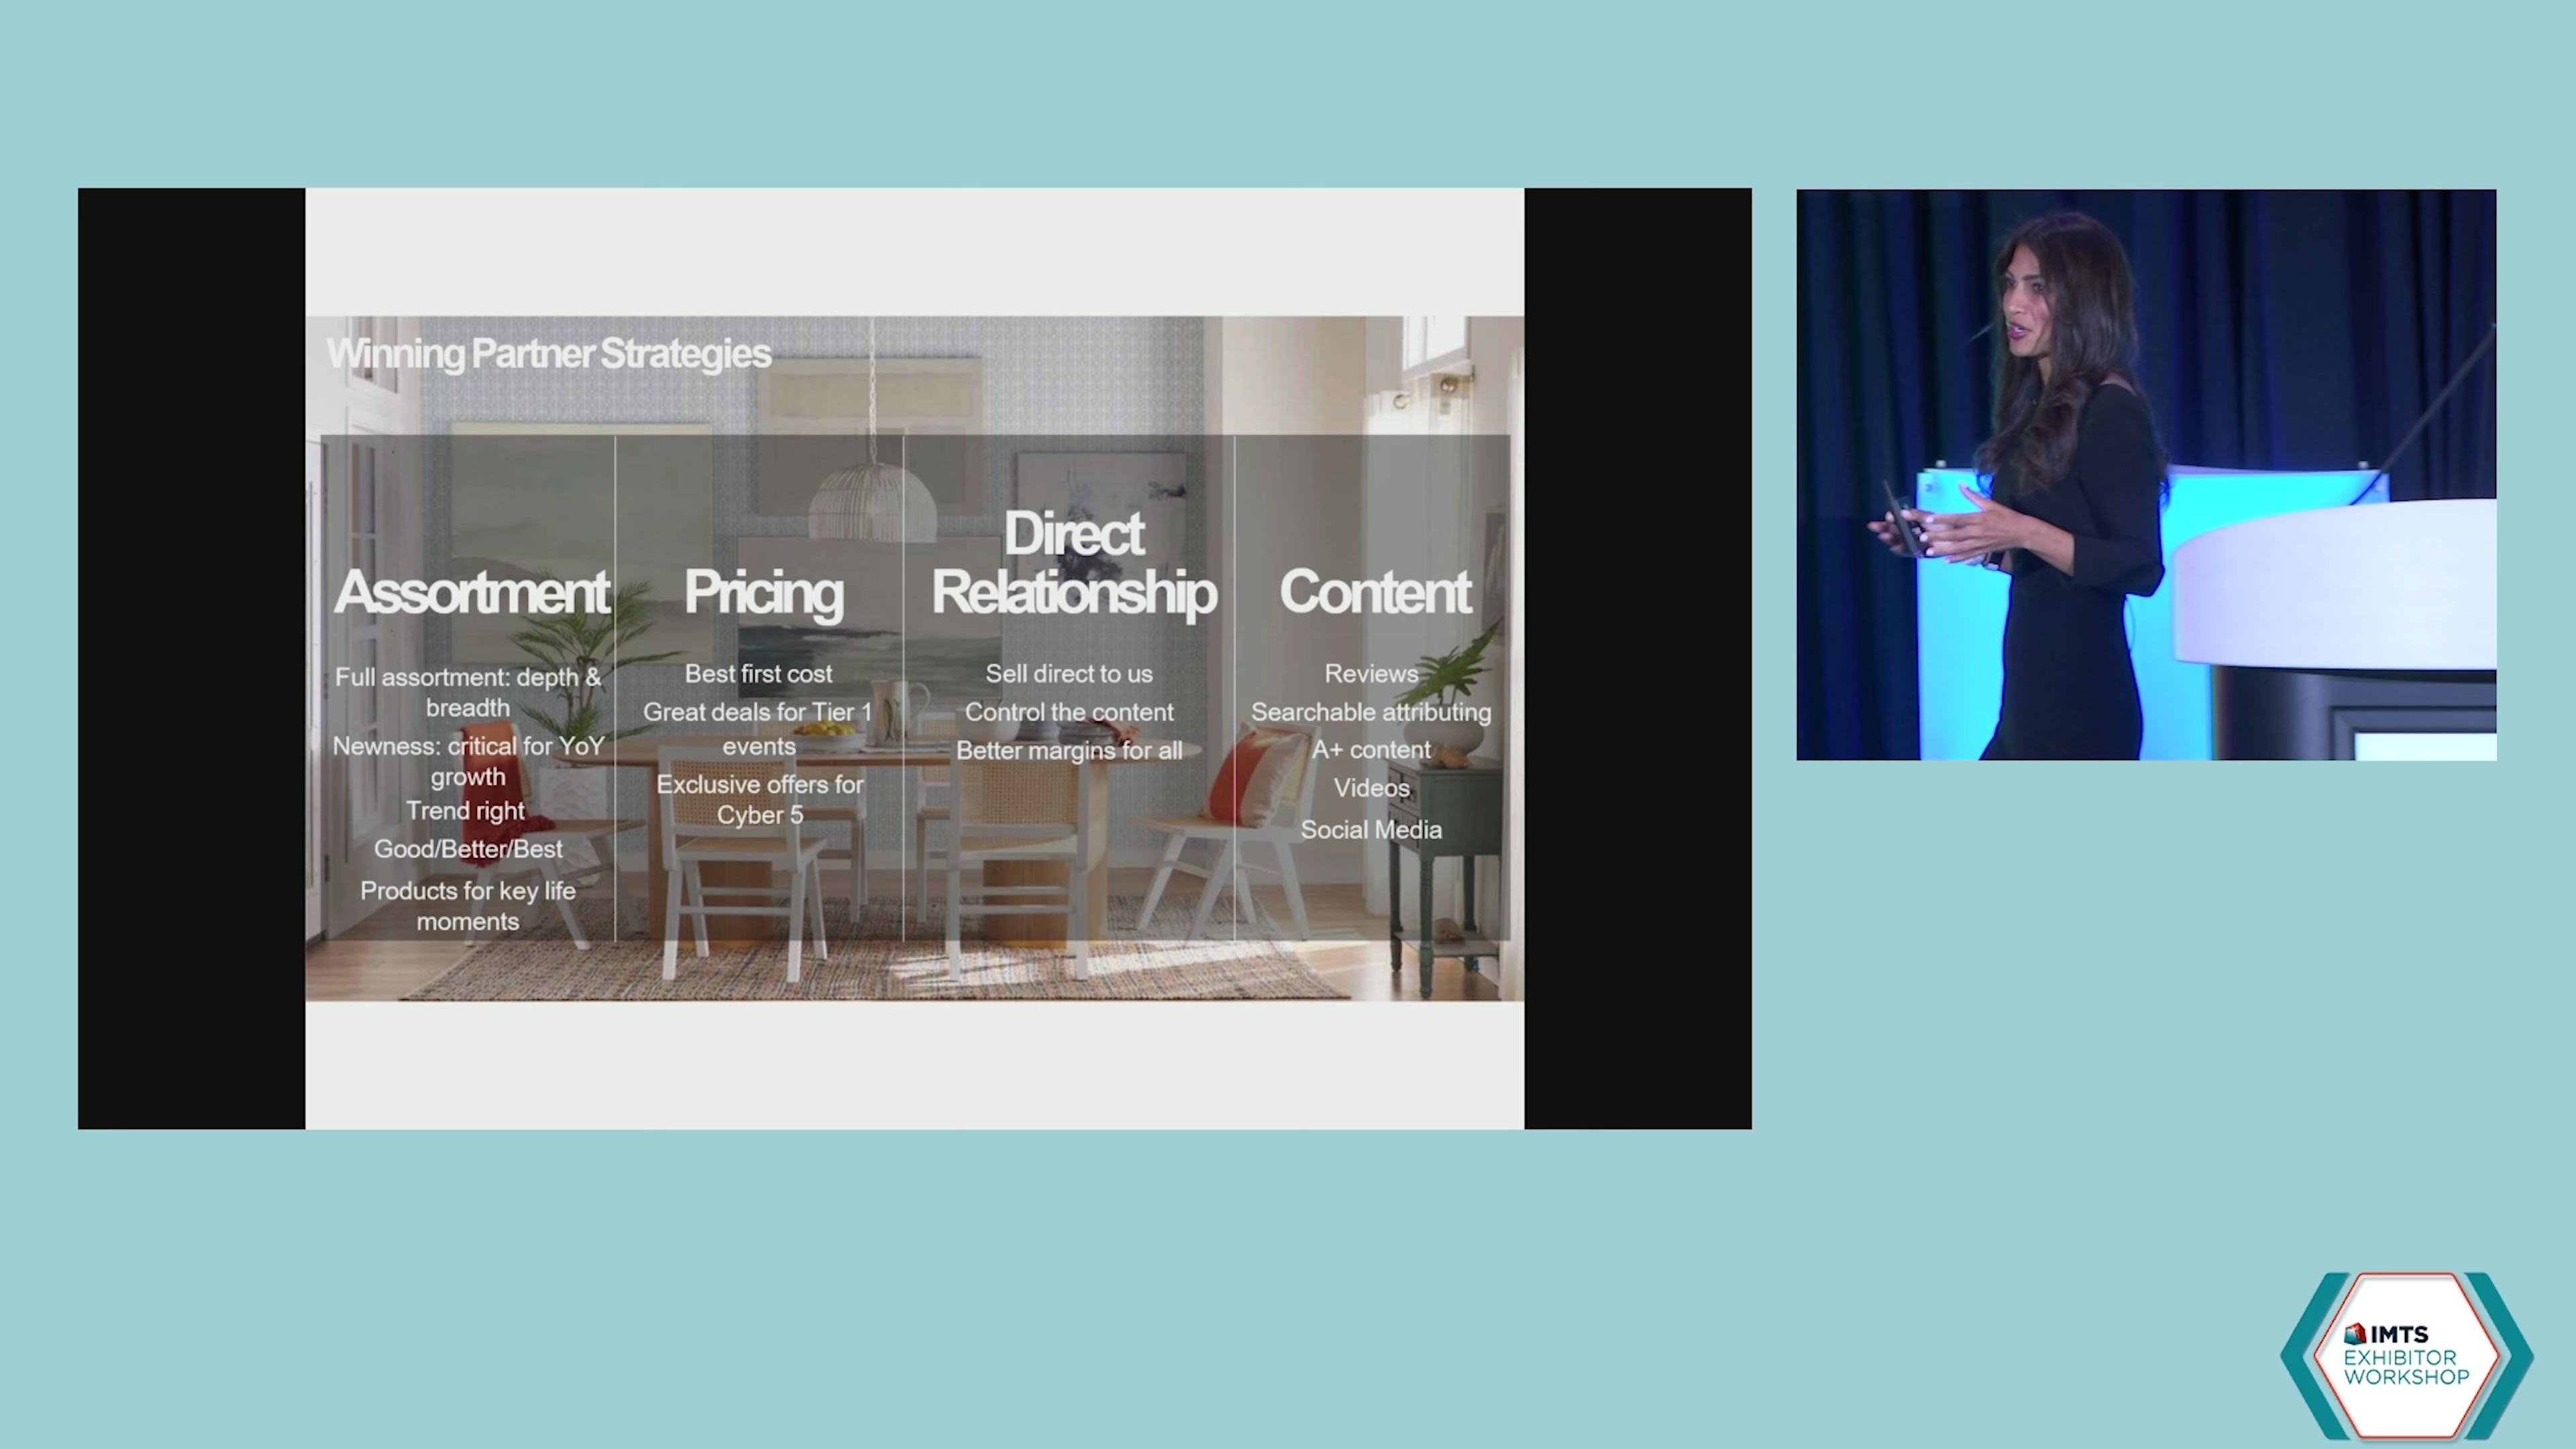 Winning Partner Strategies
Assortment
Full assortment: depth &
breadth
Newness: critical for YoY
growth
Trend right
Good/Better/Best
Products for key life
moments
Pricing
Best first cost
Great deals for Tier 1
events
Exclusive offers for
Cyber 5
Direct
Relationship
Sell direct to us
Control the content
Better margins for all
Content
Reviews
Searchable attributing
A+ content
Videos
Social Media
IMTS
EXHIBITOR
WORKSHOP